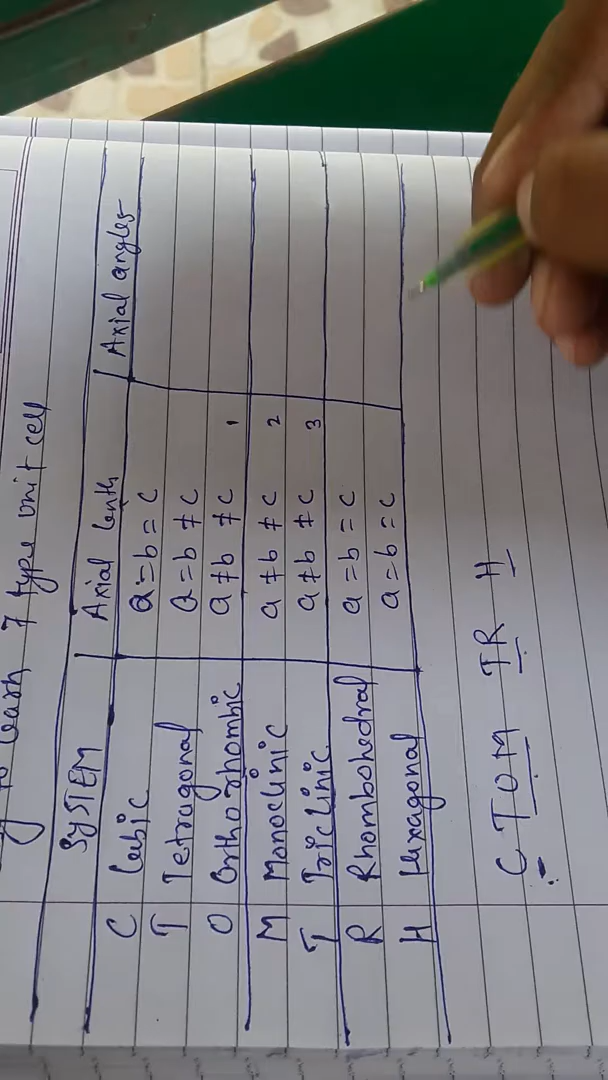 to learn 7 type unit cell
SYSTEM Axial lenth Axial angles
C Cubic a = b = c
T Tetragonal a = b ≠ c
O Orthorhombic a ≠ b ≠ c 1
M Monoclinic a ≠ b ≠ c 2
T Triclinic a ≠ b ≠ c 3
R Rhombohedral a = b = c
H Hexagonal a = b = c
C TOM TR H